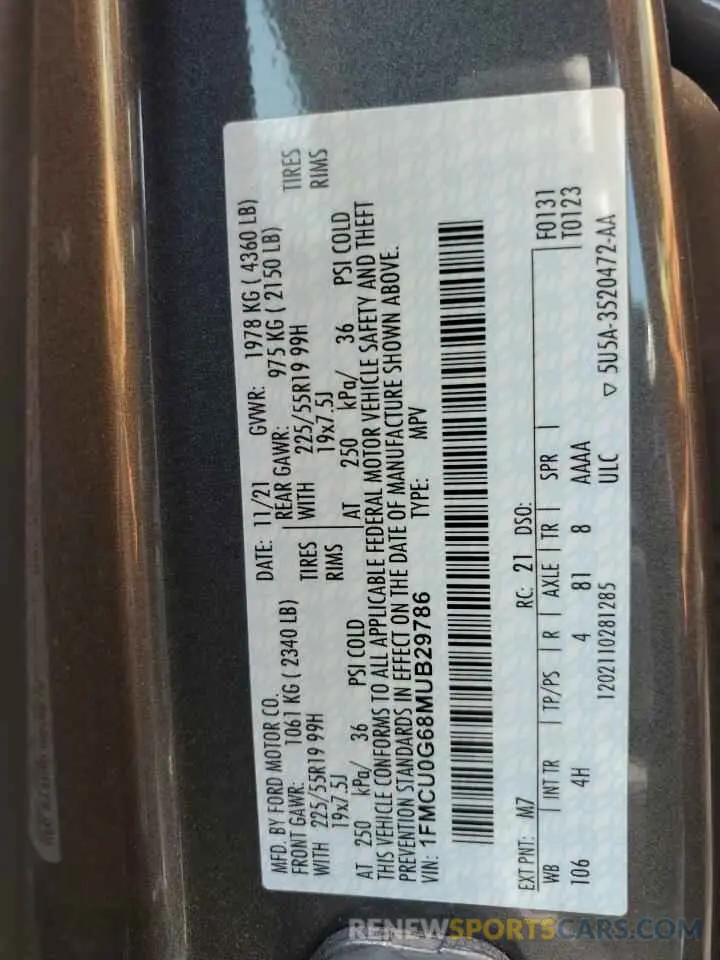 MFD. BY FORD MOTOR CO. DATE: 11/21 GVWR: 1978 KG ( 4360 LB)
FRONT GAWR: 1061 KG ( 2340 LB) REAR GAWR: 975 KG ( 2150 LB)
WITH 225/55R19 99H TIRES WITH 225/55R19 99H TIRES
19x7.5J RIMS 19x7.5J RIMS
AT 250 kPa/ 36 PSI COLD AT 250 kPa/ 36 PSI COLD
THIS VEHICLE CONFORMS TO ALL APPLICABLE FEDERAL MOTOR VEHICLE SAFETY AND THEFT
PREVENTION STANDARDS IN EFFECT ON THE DATE OF MANUFACTURE SHOWN ABOVE.
VIN: 1FMCU0G68MUB29786 TYPE: MPV
EXT PNT: M7 RC: 21 DSO: F0131
WB INT TR TP/PS R AXLE TR SPR T0123
106 4H 4 81 8 AAAA
1202110281285 ULC ▽ 5U5A-3520472-AA
RENEWSPORTSCARS.COM